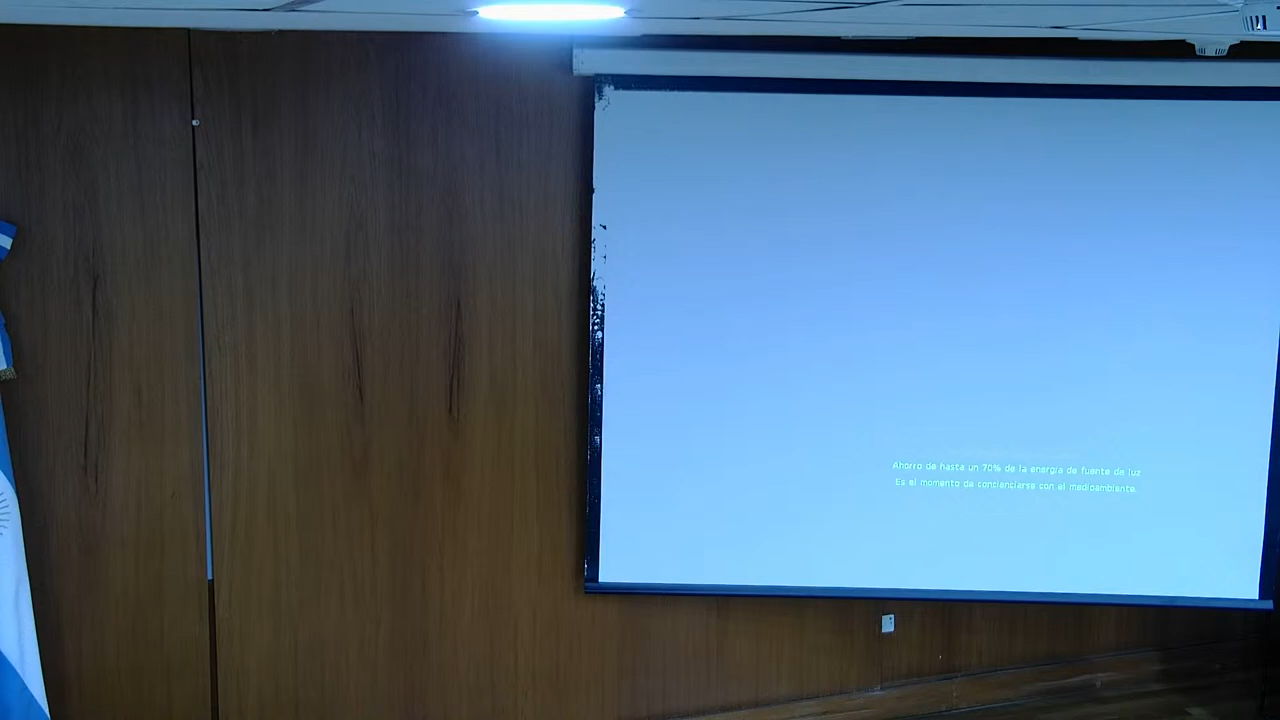 Ahorro de hasta un 70% de la energía de fuente de luz
Es el momento de concienciarse con el medioambiente.